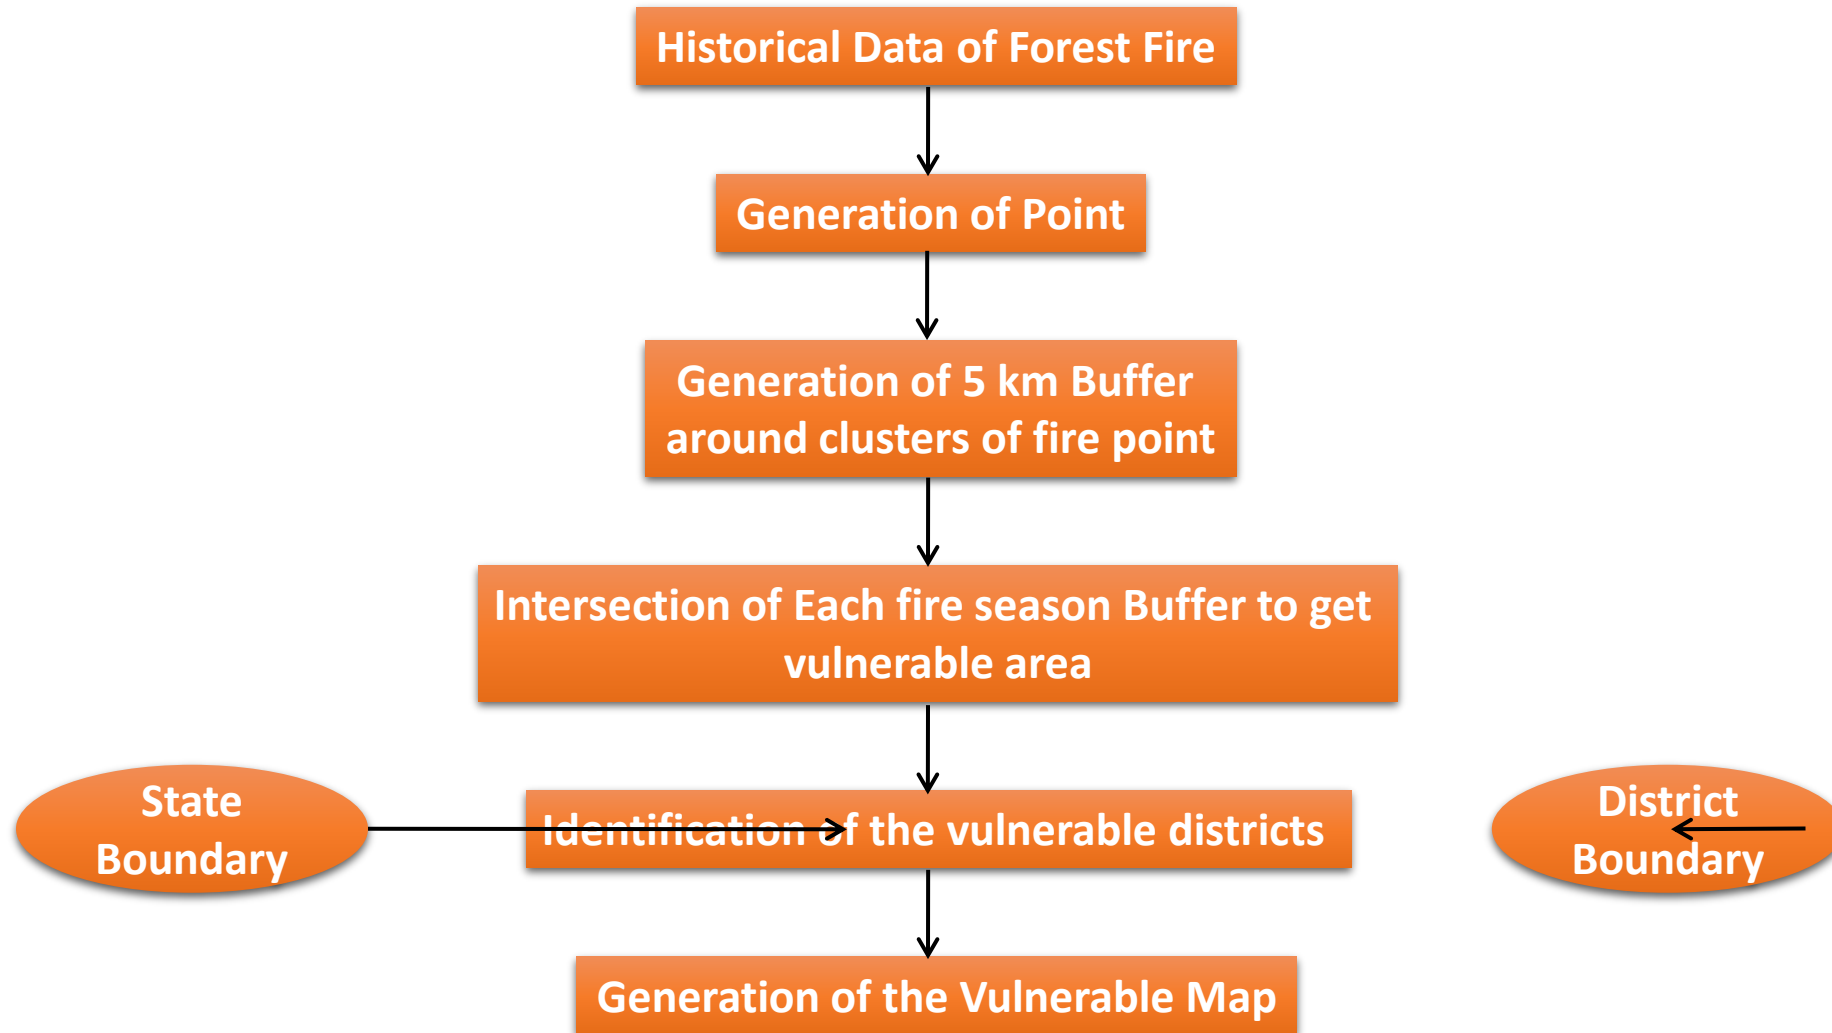 Historical Data of Forest Fire
Generation of Point
Generation of 5 km Buffer
around clusters of fire point
Intersection of Each fire season Buffer to get
vulnerable area
State
Boundary
Identification of the vulnerable districts
District
Boundary
Generation of the Vulnerable Map